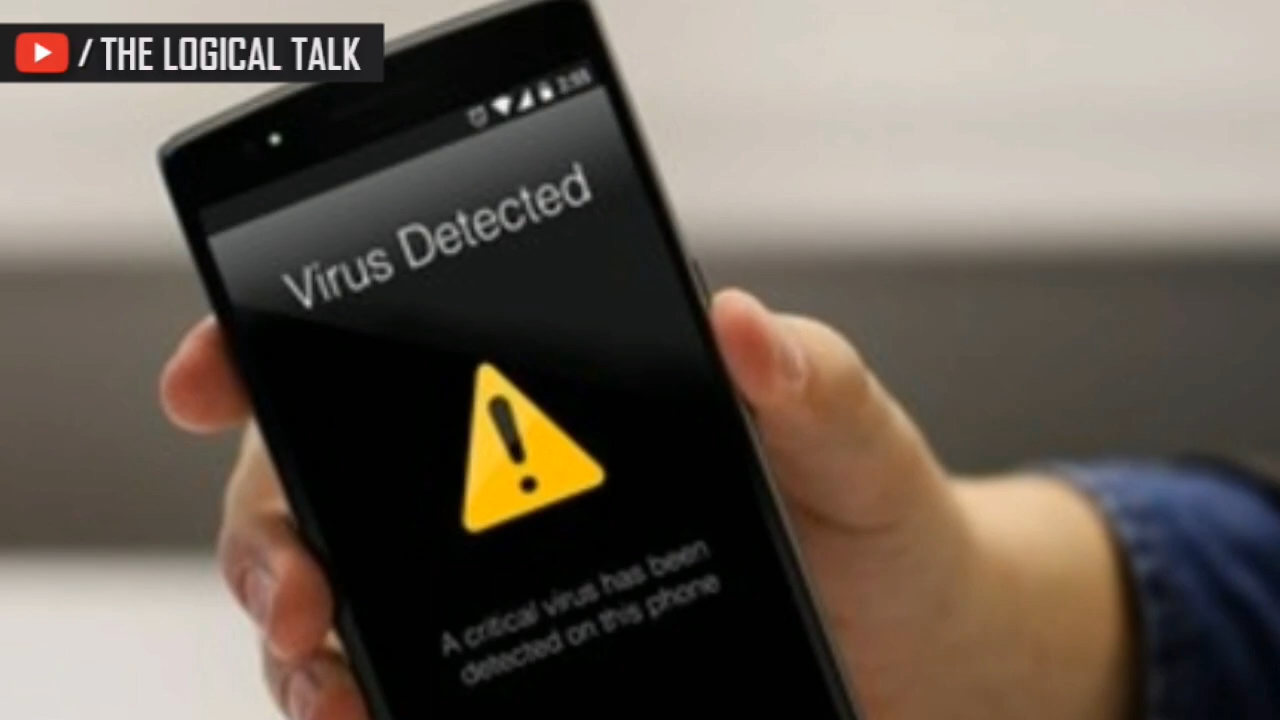 / THE LOGICAL TALK
Virus Detected
A critical virus has been
detected on this phone